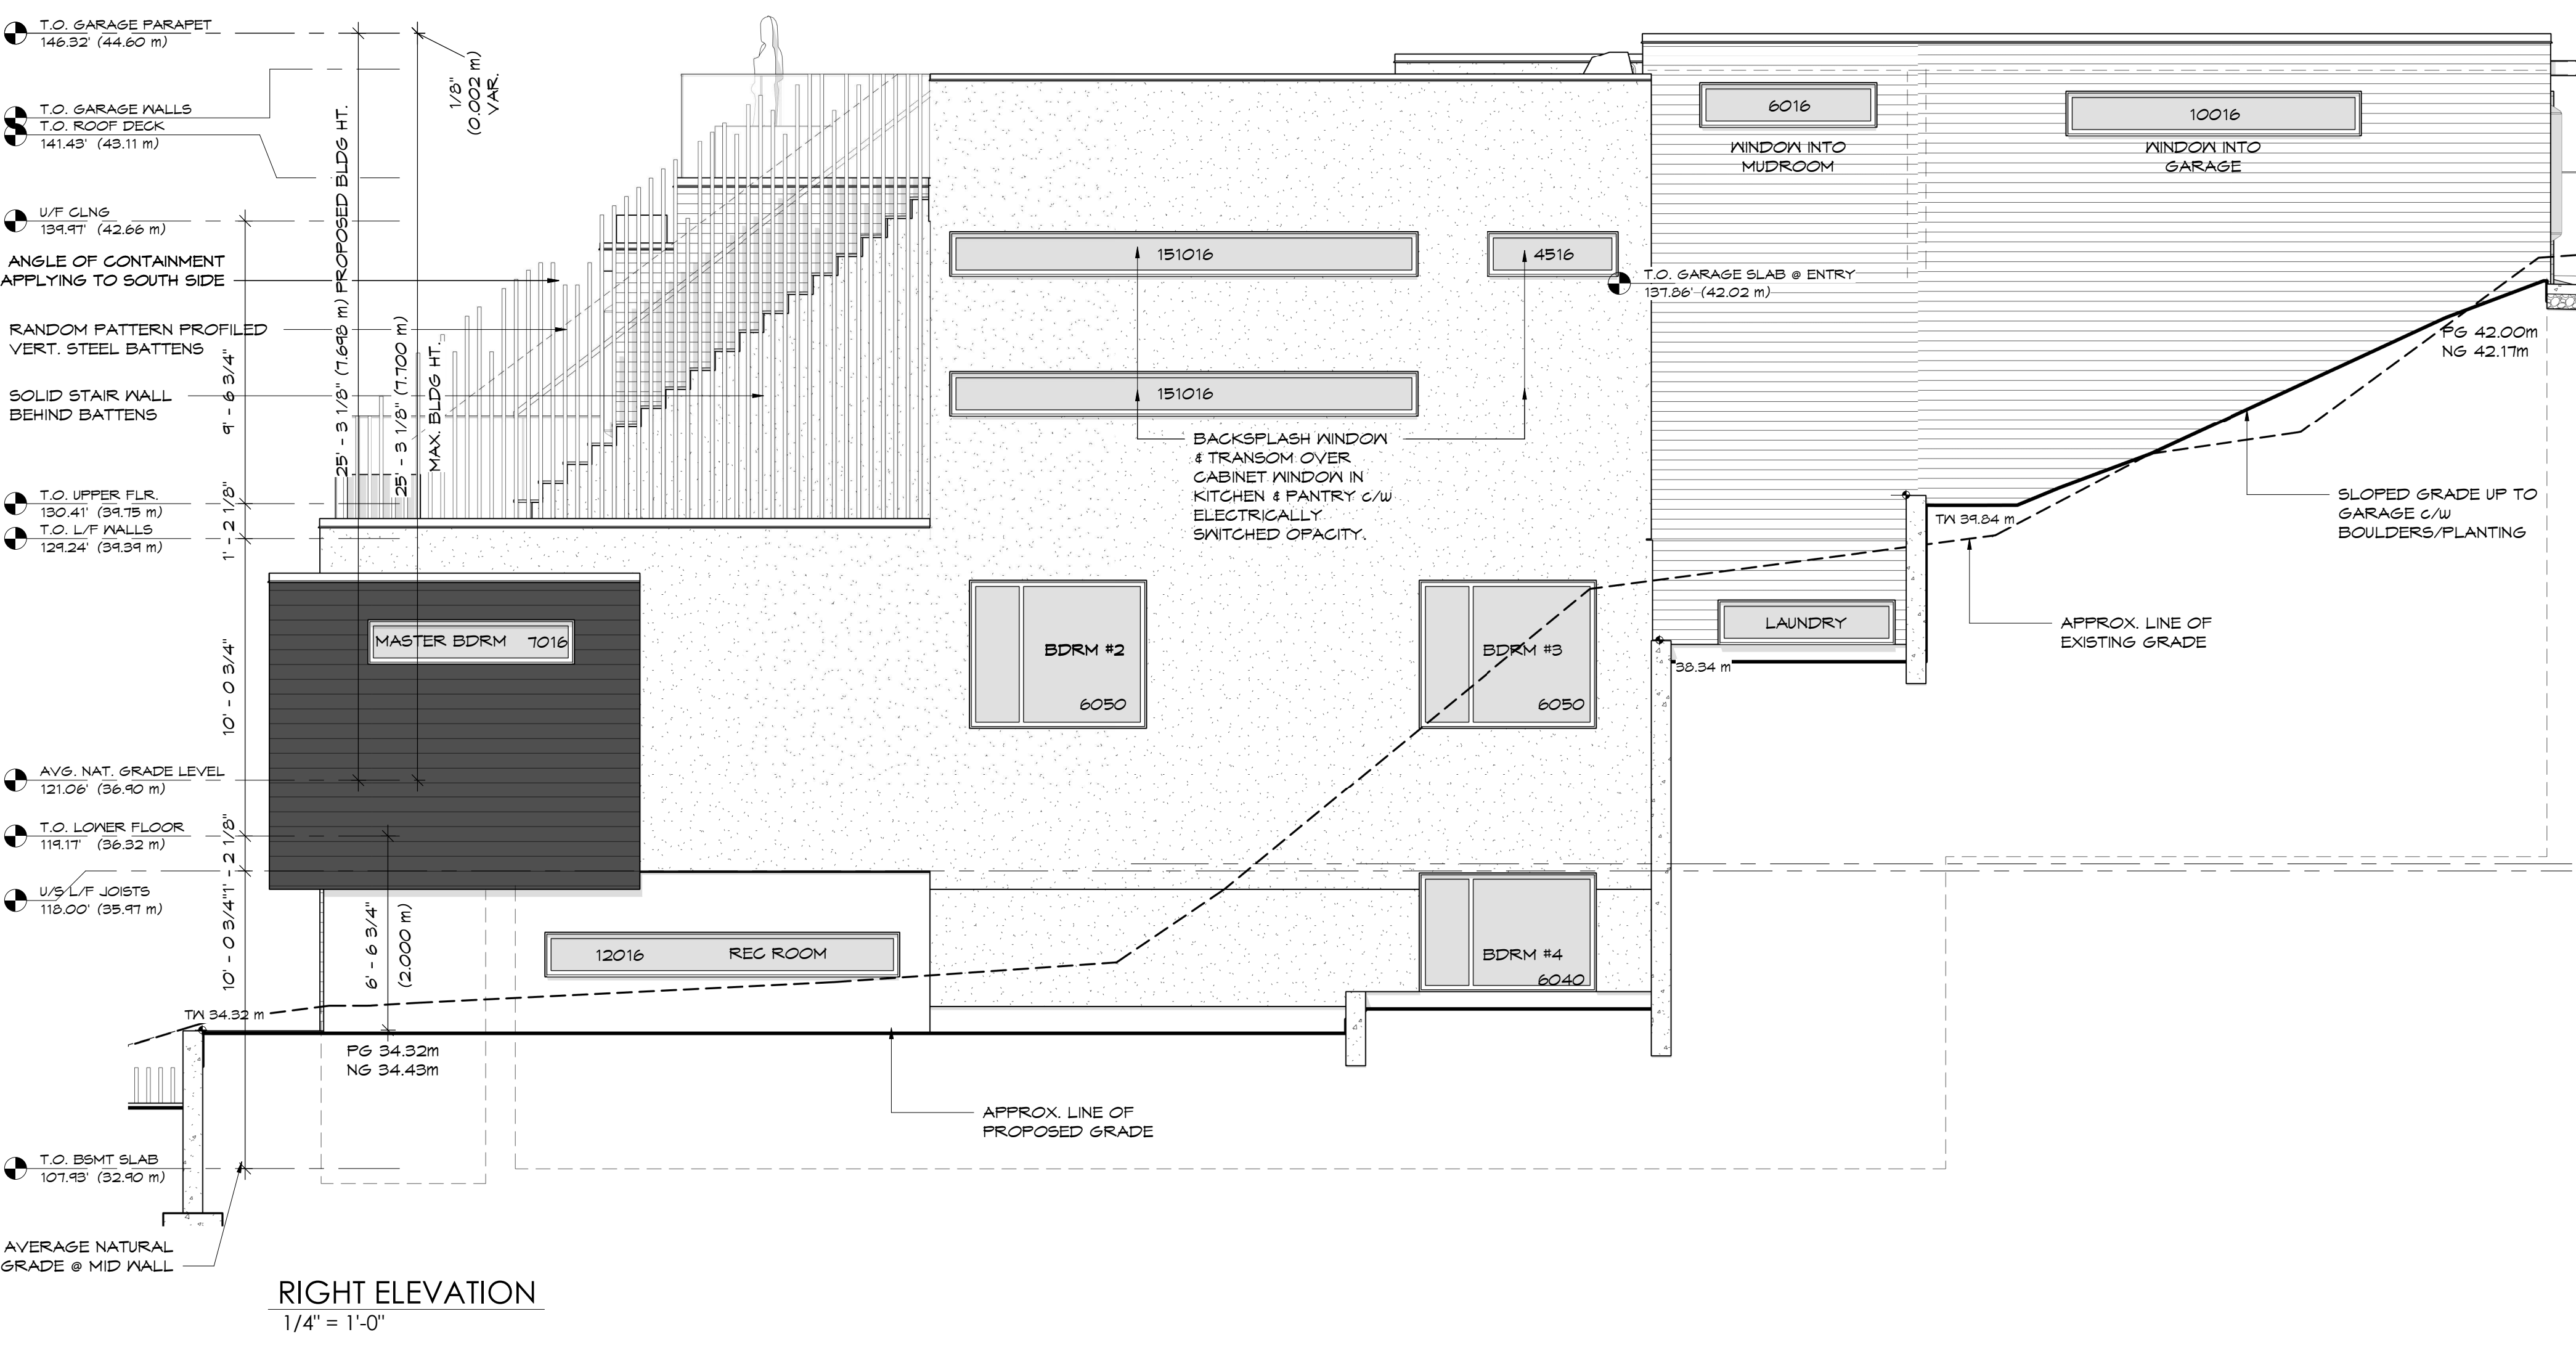 T.O. GARAGE PARAPET
146.32' (44.60 m)
T.O. GARAGE WALLS
T.O. ROOF DECK
141.43' (43.11 m)
U/F CLNG
139.97' (42.66 m)
ANGLE OF CONTAINMENT
APPLYING TO SOUTH SIDE
RANDOM PATTERN PROFILED
VERT. STEEL BATTENS
SOLID STAIR WALL
BEHIND BATTENS
T.O. UPPER FLR.
130.41' (39.75 m)
T.O. L/F WALLS
129.24' (39.39 m)
AVG. NAT. GRADE LEVEL
121.06' (36.90 m)
T.O. LOWER FLOOR
119.17' (36.32 m)
U/S L/F JOISTS
118.00' (35.97 m)
TW 34.32 m
T.O. BSMT SLAB
107.93' (32.90 m)
AVERAGE NATURAL
GRADE @ MID WALL
9' - 6 3/4"
1' - 2 1/8"
10' - 0 3/4"
1' - 2 1/8"
10' - 0 3/4"
25' - 3 1/8" (7.698 m) PROPOSED BLDG HT.
25' - 3 1/8" (7.700 m)
MAX. BLDG HT.
1/8"
(0.002 m)
VAR.
6' - 6 3/4"
(2.000 m)
PG 34.32m
NG 34.43m
MASTER BDRM 7016
12016 REC ROOM
151016
4516
151016
BACKSPLASH WINDOW
& TRANSOM OVER
CABINET WINDOW IN
KITCHEN & PANTRY C/W
ELECTRICALLY
SWITCHED OPACITY.
BDRM #2
6050
BDRM #3
6050
BDRM #4
6040
6016
WINDOW INTO
MUDROOM
10016
WINDOW INTO
GARAGE
T.O. GARAGE SLAB @ ENTRY
137.86' (42.02 m)
PG 42.00m
NG 42.17m
TW 39.84 m
SLOPED GRADE UP TO
GARAGE C/W
BOULDERS/PLANTING
LAUNDRY
38.34 m
APPROX. LINE OF
EXISTING GRADE
APPROX. LINE OF
PROPOSED GRADE
RIGHT ELEVATION
1/4" = 1'-0"